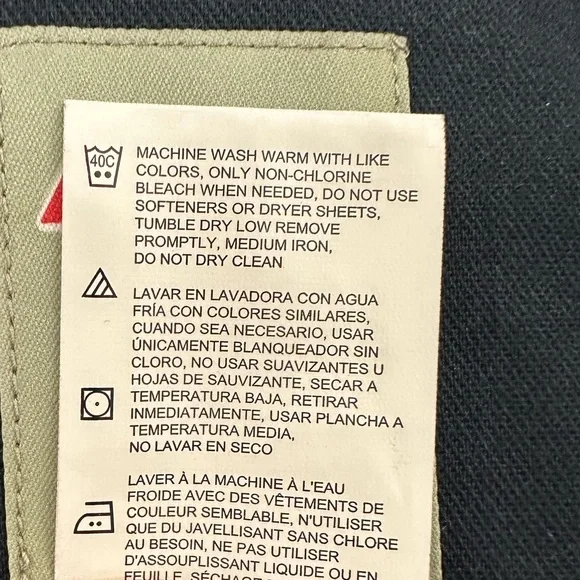 40C
MACHINE WASH WARM WITH LIKE
COLORS, ONLY NON-CHLORINE
BLEACH WHEN NEEDED, DO NOT USE
SOFTENERS OR DRYER SHEETS,
TUMBLE DRY LOW REMOVE
PROMPTLY, MEDIUM IRON,
DO NOT DRY CLEAN
LAVAR EN LAVADORA CON AGUA
FRÍA CON COLORES SIMILARES,
CUANDO SEA NECESARIO, USAR
ÚNICAMENTE BLANQUEADOR SIN
CLORO, NO USAR SUAVIZANTES U
HOJAS DE SAUVIZANTE, SECAR A
TEMPERATURA BAJA, RETIRAR
INMEDIATAMENTE, USAR PLANCHA A
TEMPERATURA MEDIA,
NO LAVAR EN SECO
LAVER À LA MACHINE À L'EAU
FROIDE AVEC DES VÊTEMENTS DE
COULEUR SEMBLABLE, N'UTILISER
QUE DU JAVELLISANT SANS CHLORE
AU BESOIN, NE PAS UTILISER
D'ASSOUPLISSANT LIQUIDE OU EN
FEUILLE, SÉCHAGE